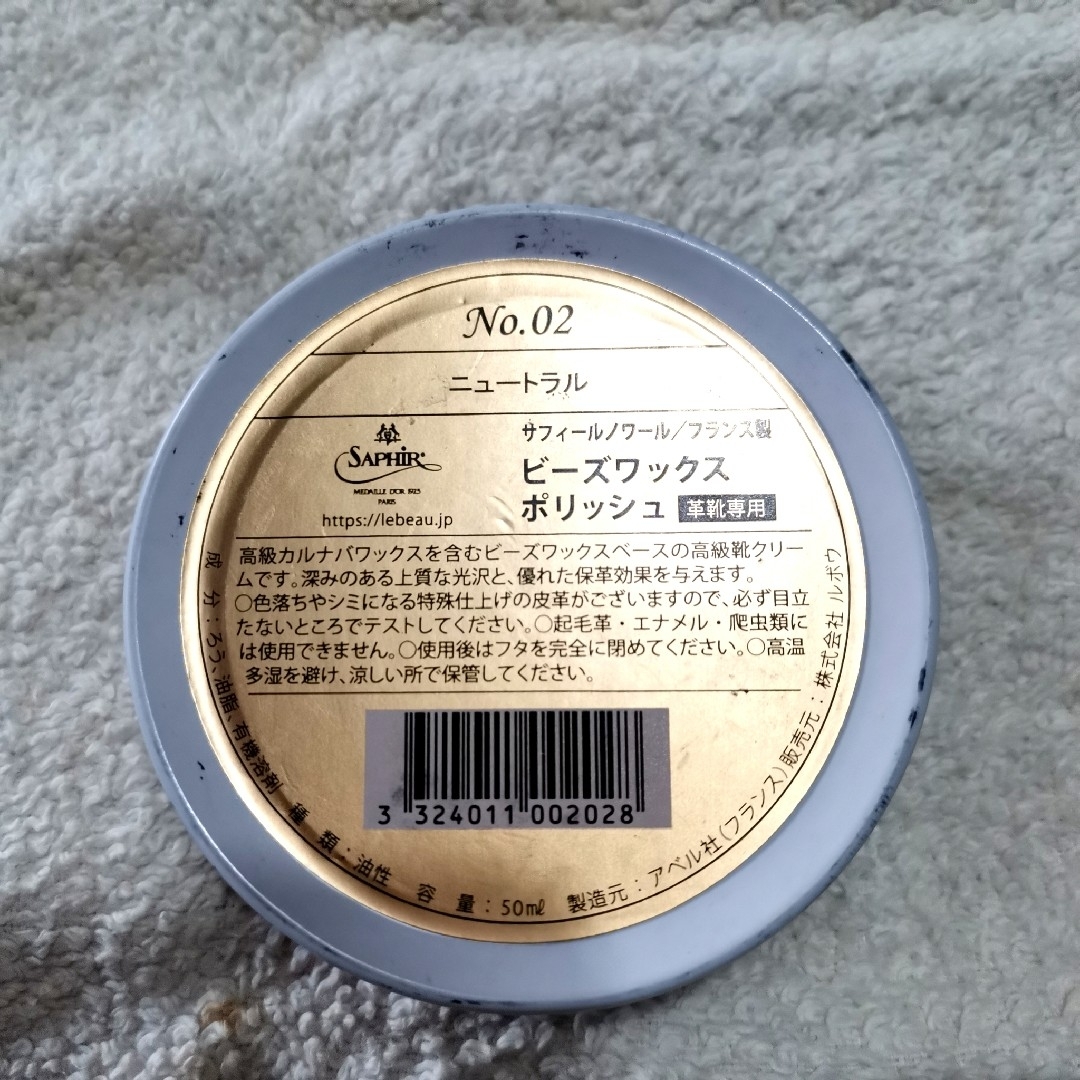 No.02
ニュートラル
SAPHIR®
MEDAILLE D'OR 1925
PARIS
https://lebeau.jp
サフィールノワール/フランス製
ビーズワックス
ポリッシュ 革靴専用
高級カルナバワックスを含むビーズワックスベースの高級靴クリー
ムです。深みのある上質な光沢と、優れた保革効果を与えます。
○色落ちやシミになる特殊仕上げの皮革がございますので、必ず目立
たないところでテストしてください。○起毛革・エナメル・爬虫類に
は使用できません。○使用後はフタを完全に閉めてください。○高温
多湿を避け、涼しい所で保管してください。
3 324011 002028
成分:ろう、油脂、有機溶剤 種類:油性 容量:50㎖ 製造元:アベル社(フランス) 販売元:株式会社 ルボウ